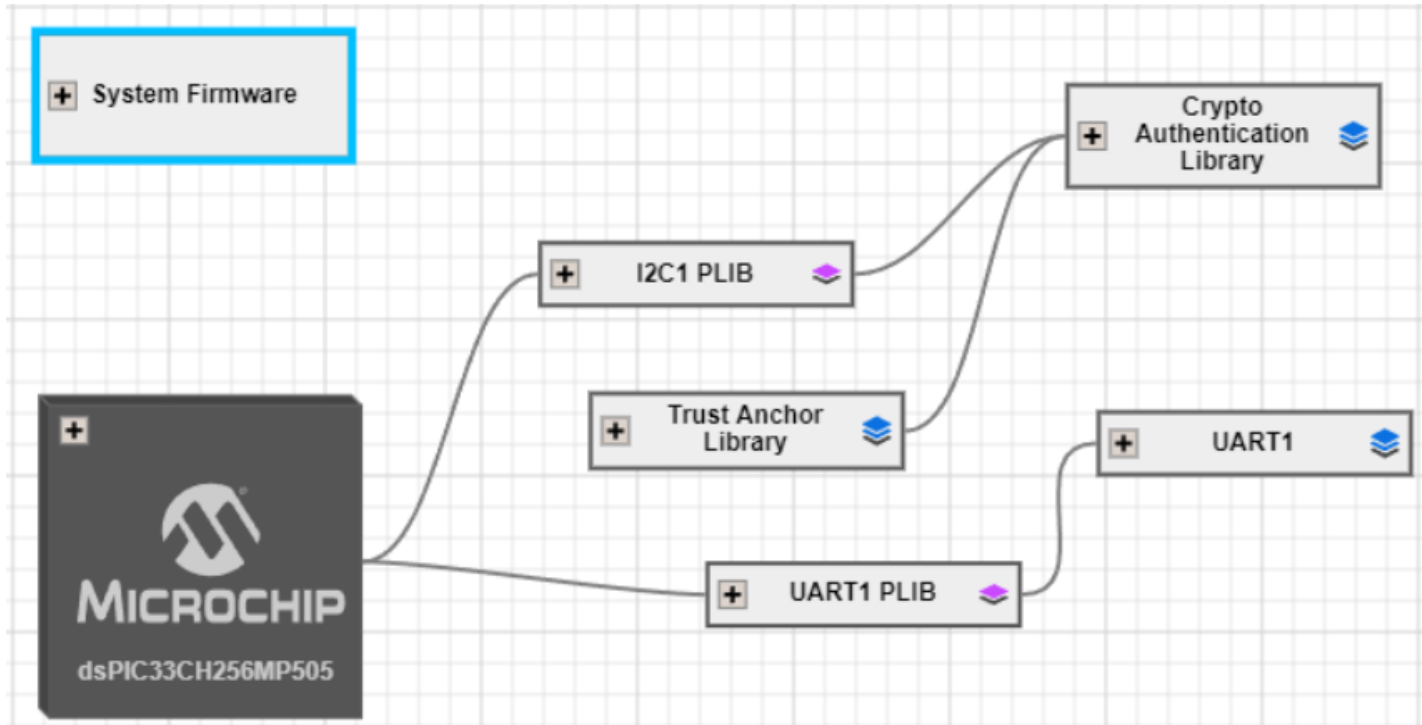 System Firmware
Crypto
Authentication
Library
I2C1 PLIB
Trust Anchor
Library
UART1
UART1 PLIB
MICROCHIP
dsPIC33CH256MP505